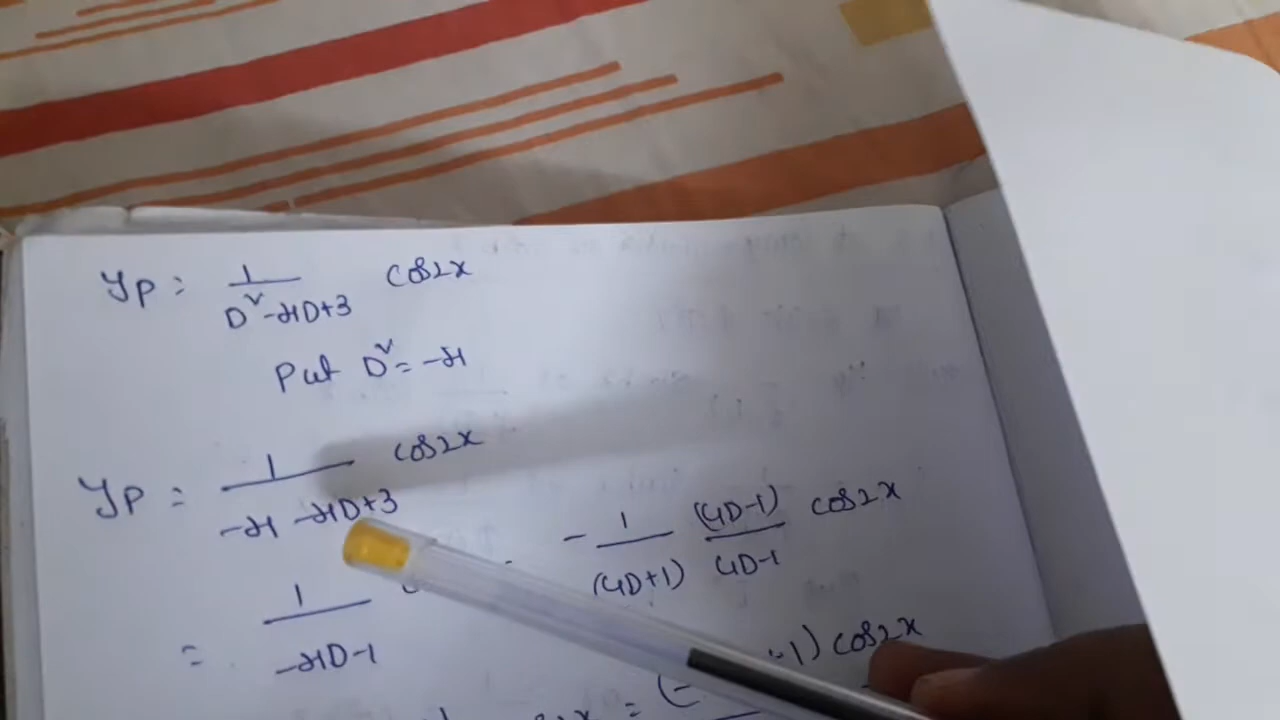 yp = 1/(D² -4D+3) cos2x
Put D² = -4
yp = 1/(-4 -4D+3) cos2x
= 1/(-4D-1)
- 1/(4D+1) (4D-1)/(4D-1) cos2x
-1) cos2x
= (-